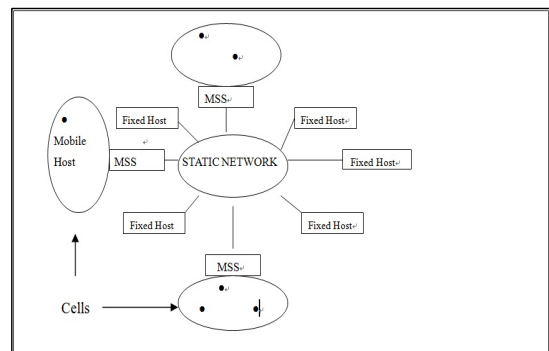 MSS
Fixed Host
Fixed Host
Mobile
Host
MSS
STATIC NETWORK
Fixed Host
Fixed Host
Fixed Host
MSS
Cells